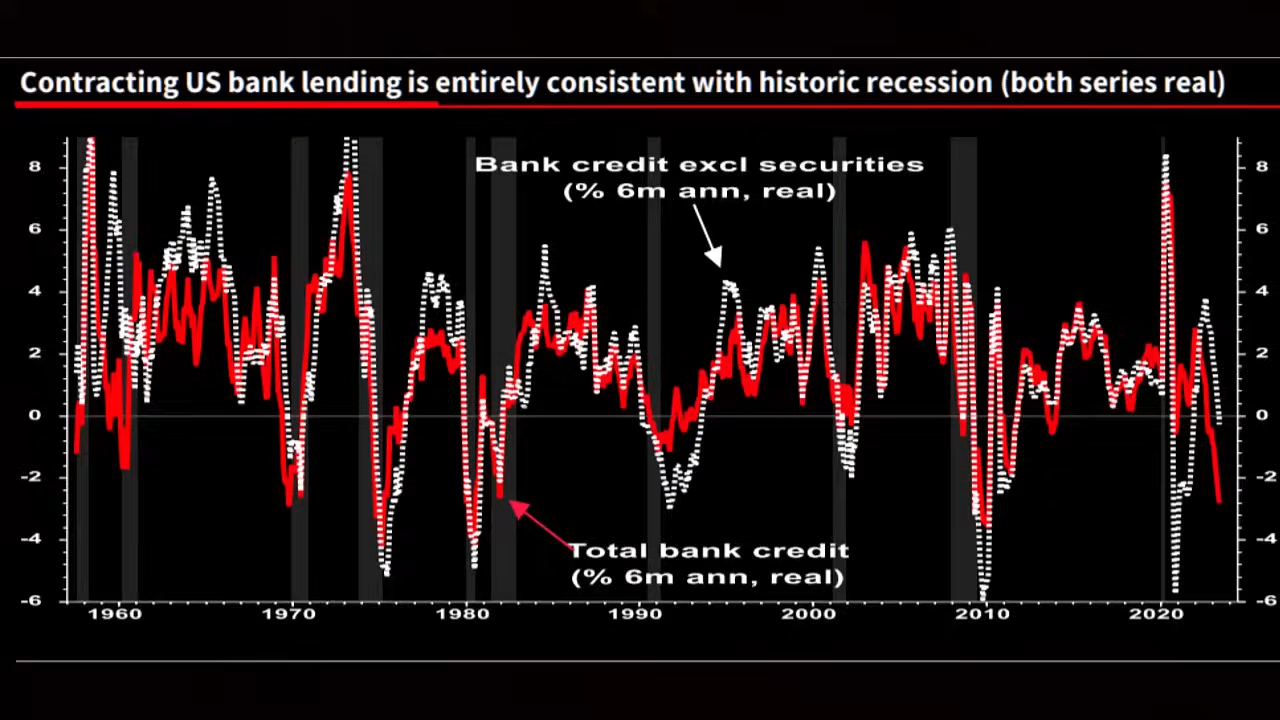 Contracting US bank lending is entirely consistent with historic recession (both series real)
Bank credit excl securities
(% 6m ann, real)
8 8
6 6
4 4
2 2
0 0
-2 -2
Total bank credit
(% 6m ann, real)
-4 -4
-6 -6
1960 1970 1980 1990 2000 2010 2020